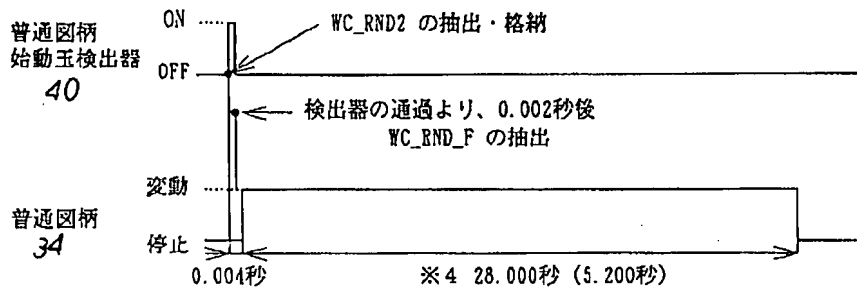 普通図柄
始動玉検出器
40
ON
OFF
WC_RND2 の抽出・格納
検出器の通過より、0.002秒後
WC_RND_F の抽出
普通図柄
34
変動
停止
0.004秒
※4 28.000秒 (5.200秒)